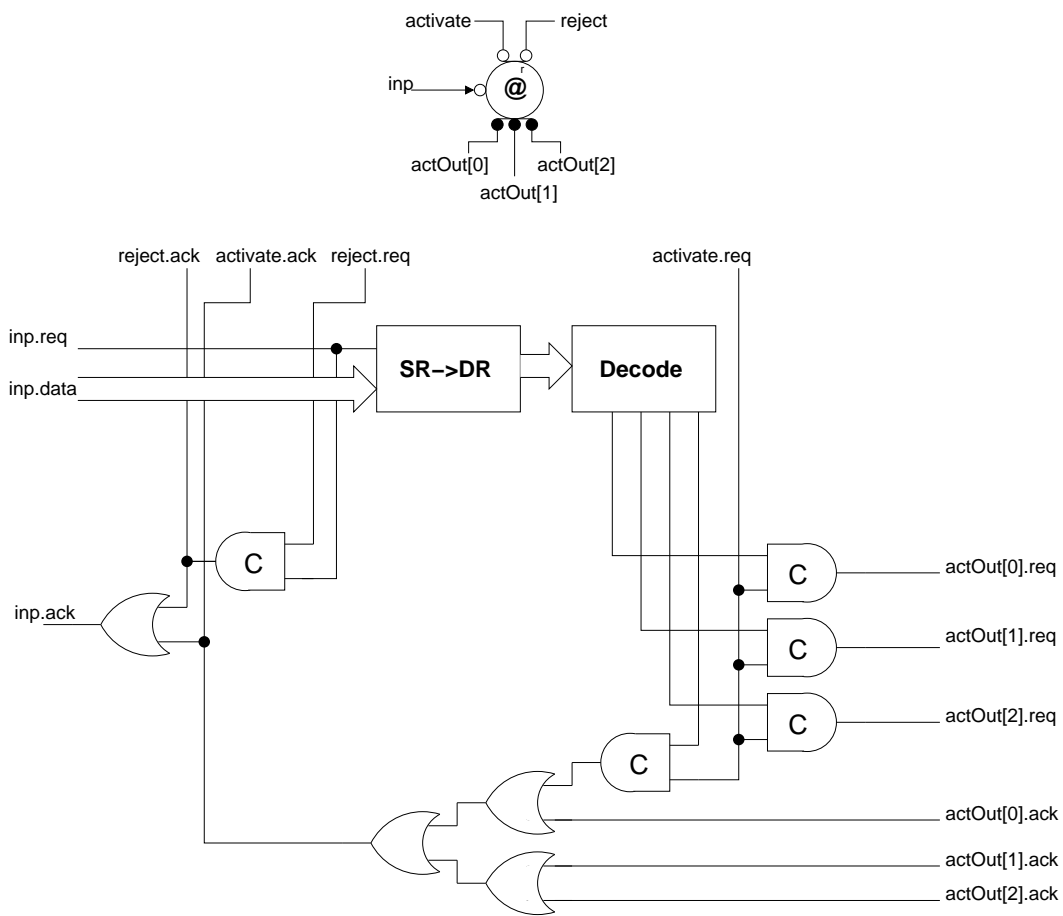 activate
reject
r
inp
@
actOut[0]
actOut[2]
actOut[1]
reject.ack
activate.ack
reject.req
activate.req
inp.req
inp.data
SR−>DR
Decode
C
C
actOut[0].req
inp.ack
C
actOut[1].req
C
actOut[2].req
C
actOut[0].ack
actOut[1].ack
actOut[2].ack